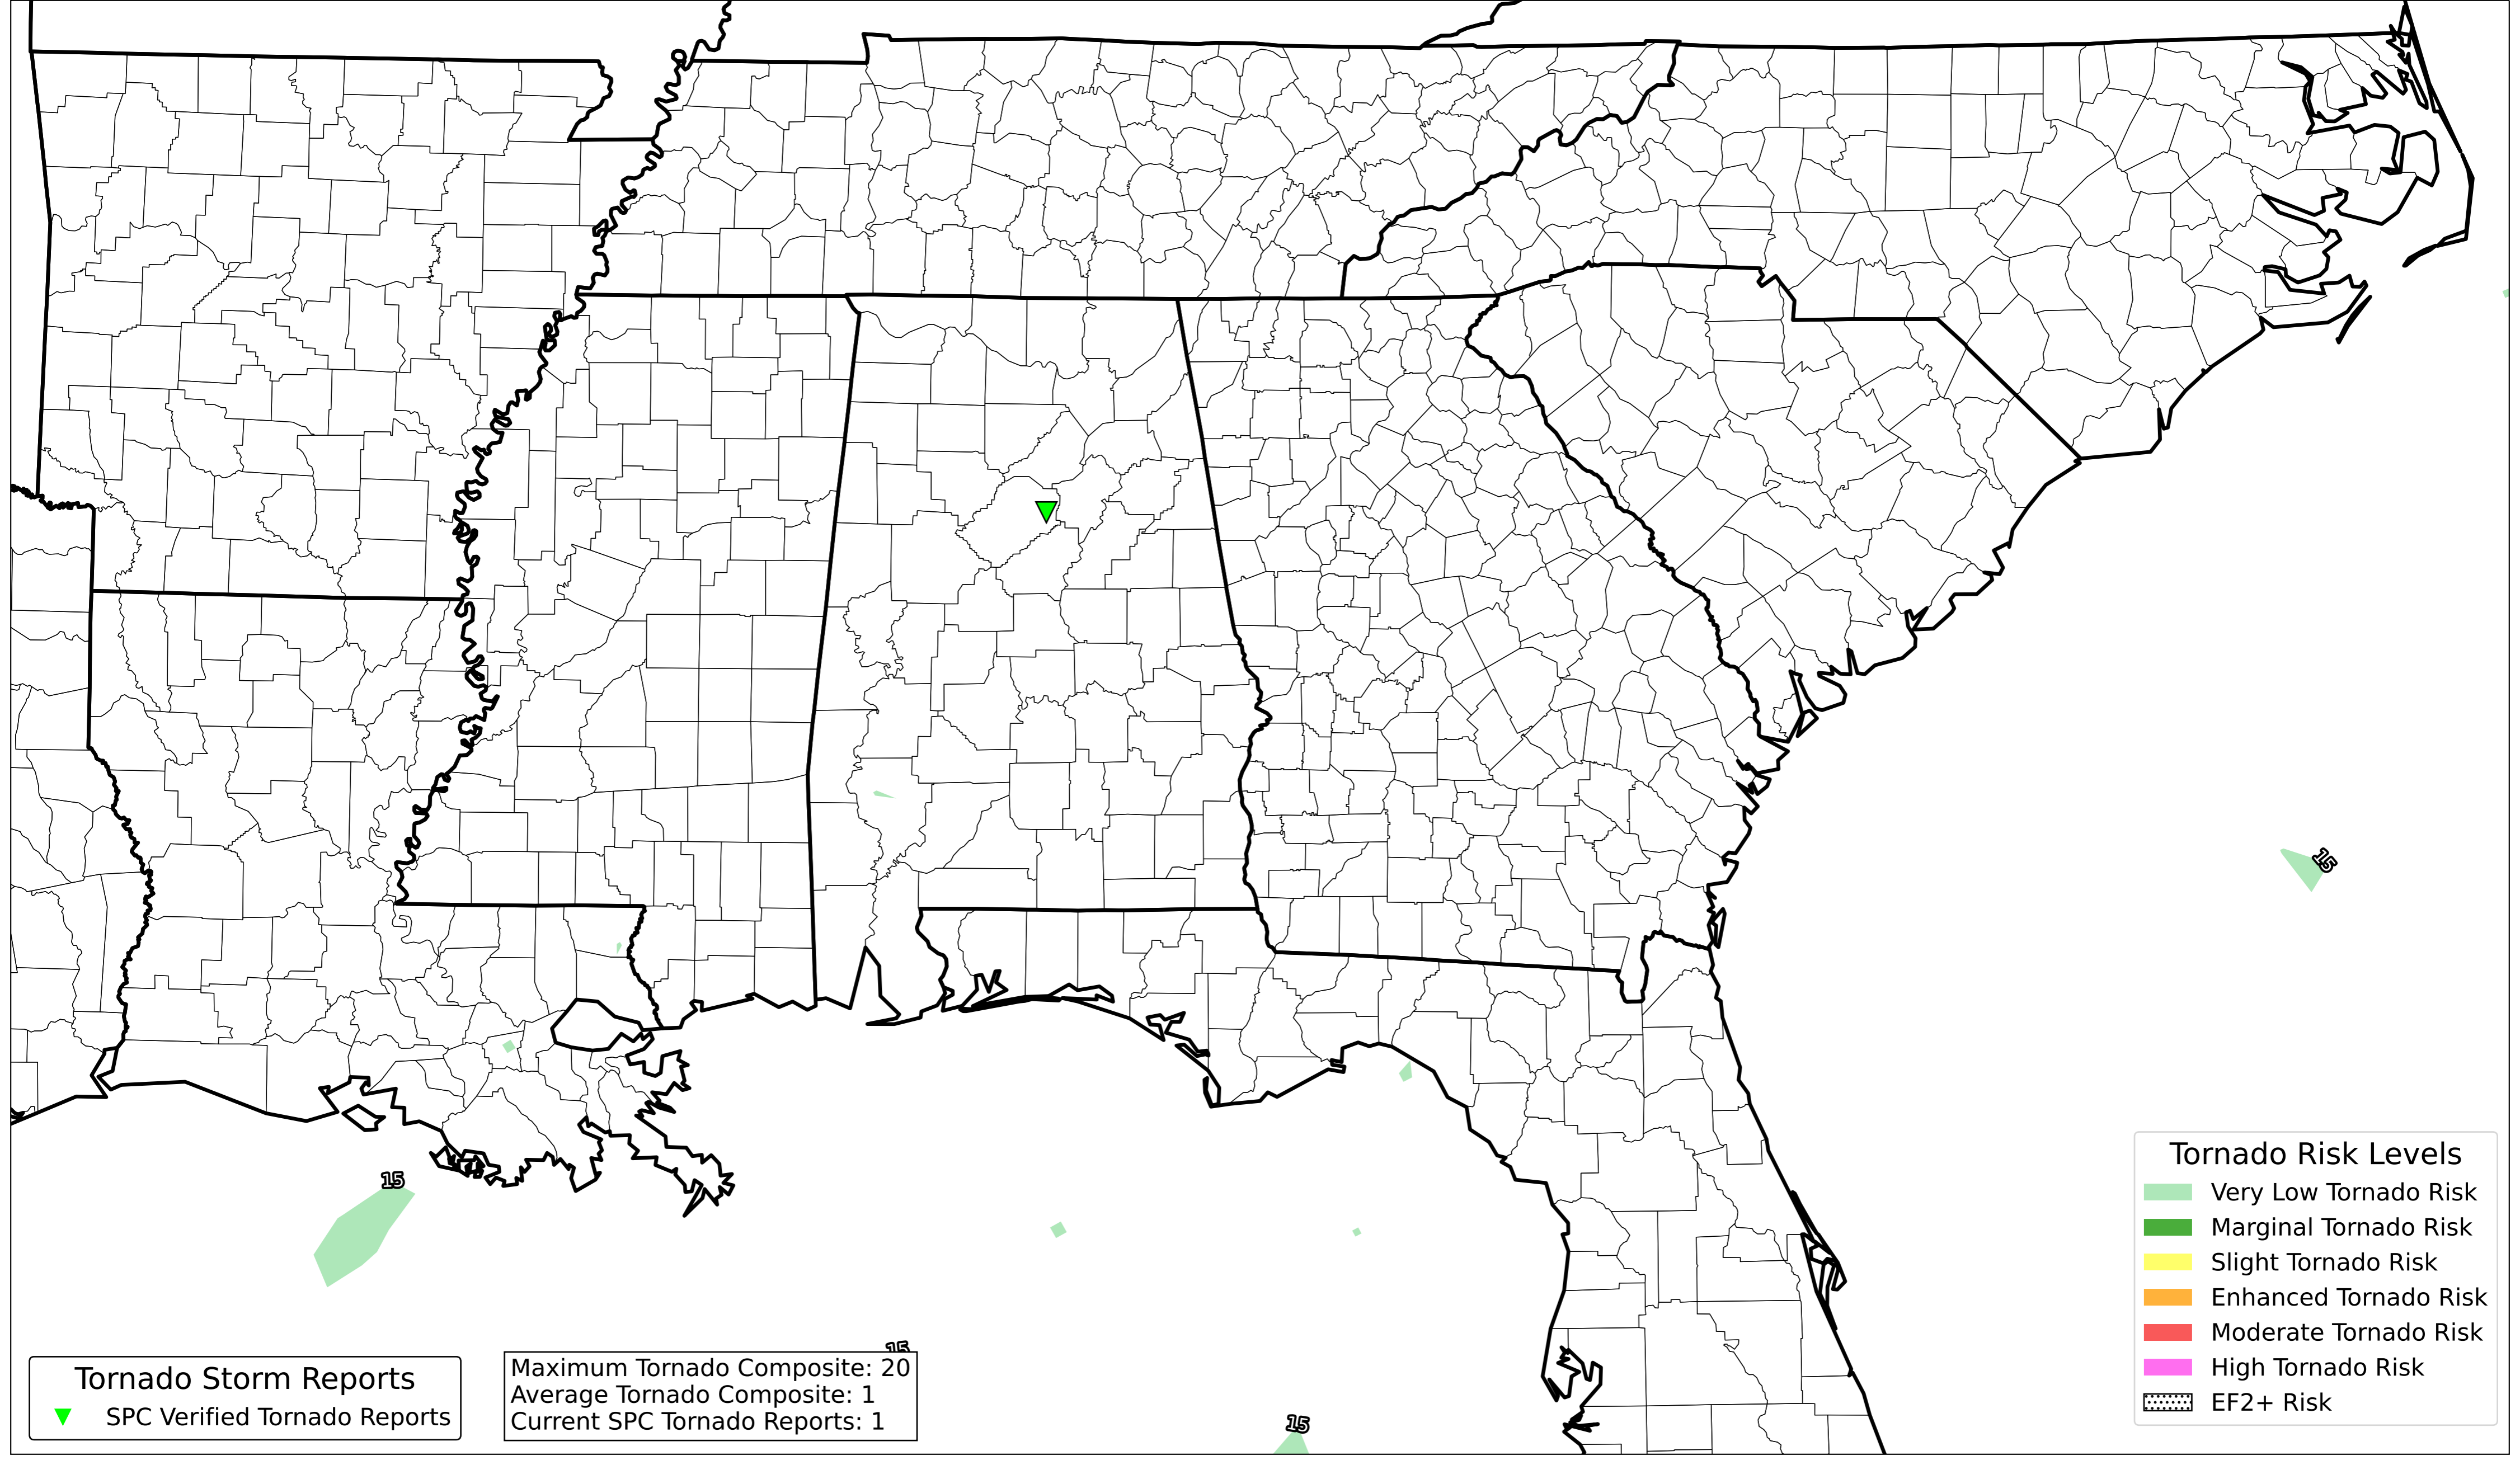 15
15
15
15
Tornado Risk Levels
Very Low Tornado Risk
Marginal Tornado Risk
Slight Tornado Risk
Enhanced Tornado Risk
Moderate Tornado Risk
High Tornado Risk
EF2+ Risk
Tornado Storm Reports
SPC Verified Tornado Reports
Maximum Tornado Composite: 20
Average Tornado Composite: 1
Current SPC Tornado Reports: 1